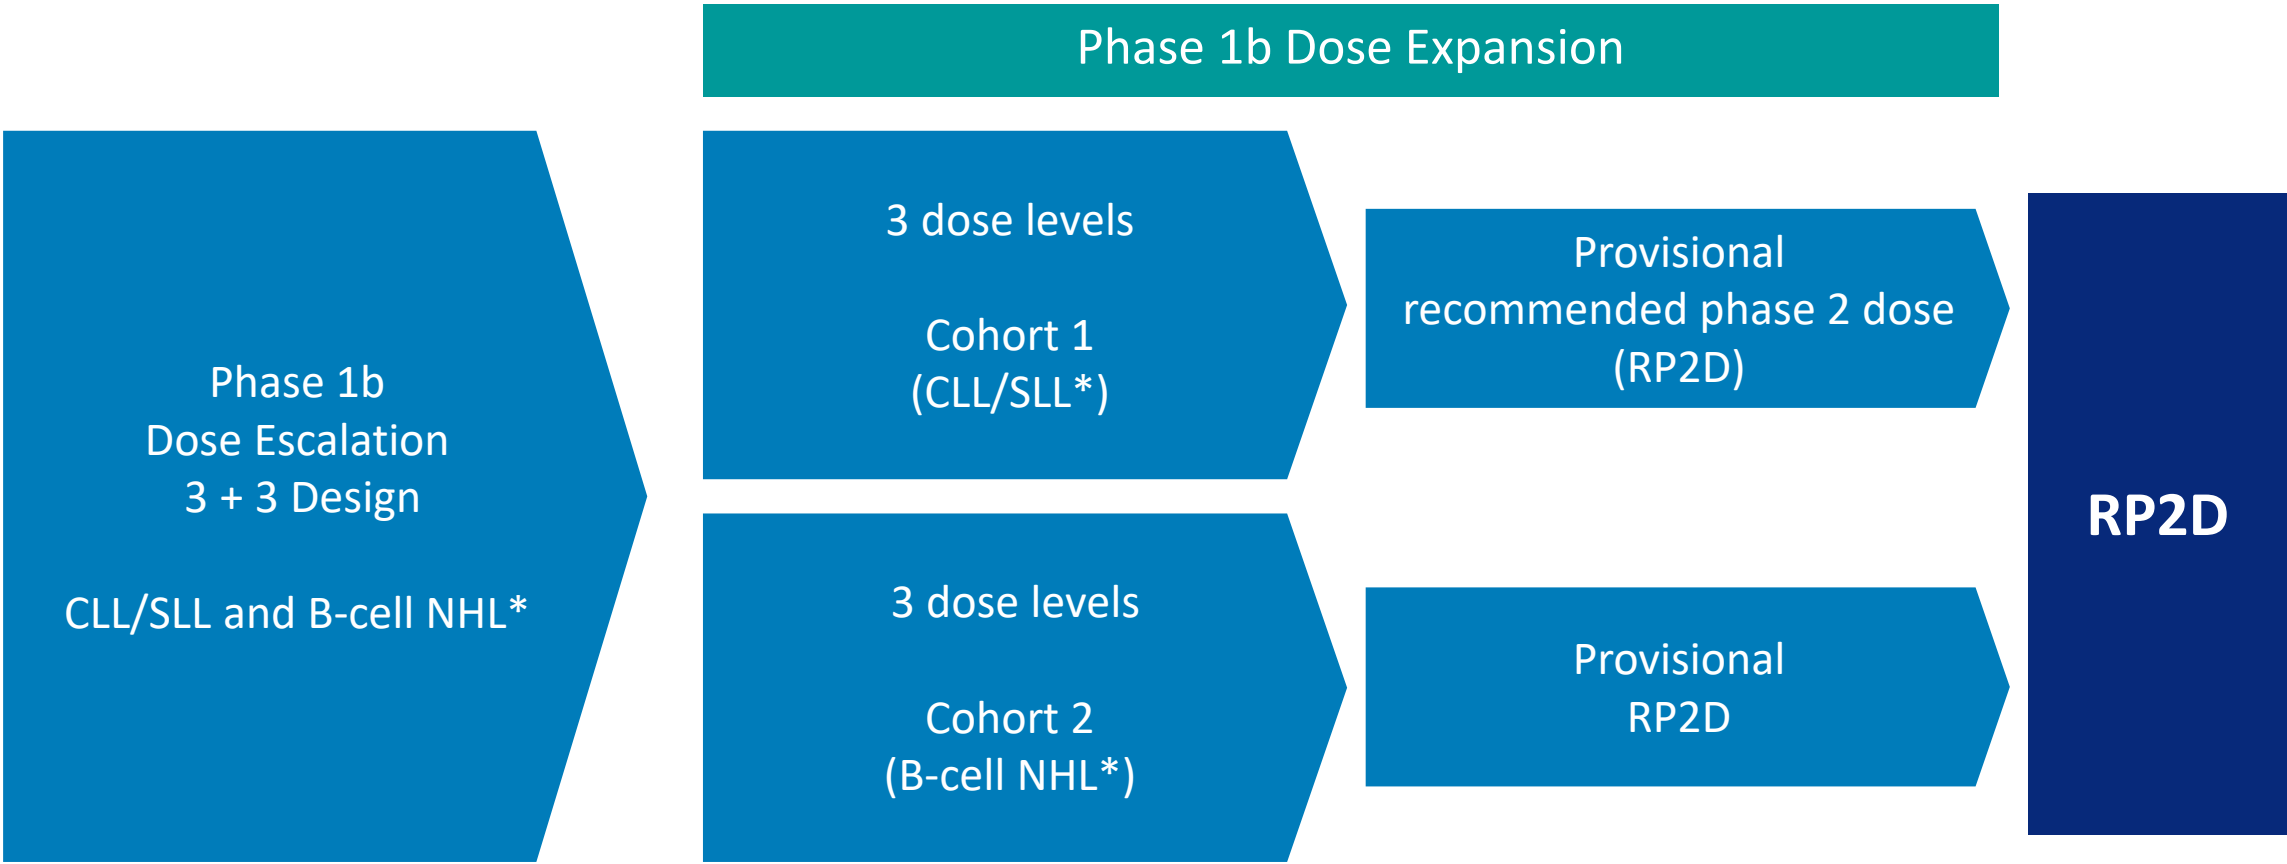 Phase 1b Dose Expansion
Phase 1b
Dose Escalation
3 + 3 Design
CLL/SLL and B-cell NHL*
3 dose levels
Cohort 1
(CLL/SLL*)
Provisional
recommended phase 2 dose
(RP2D)
3 dose levels
Cohort 2
(B-cell NHL*)
Provisional
RP2D
RP2D